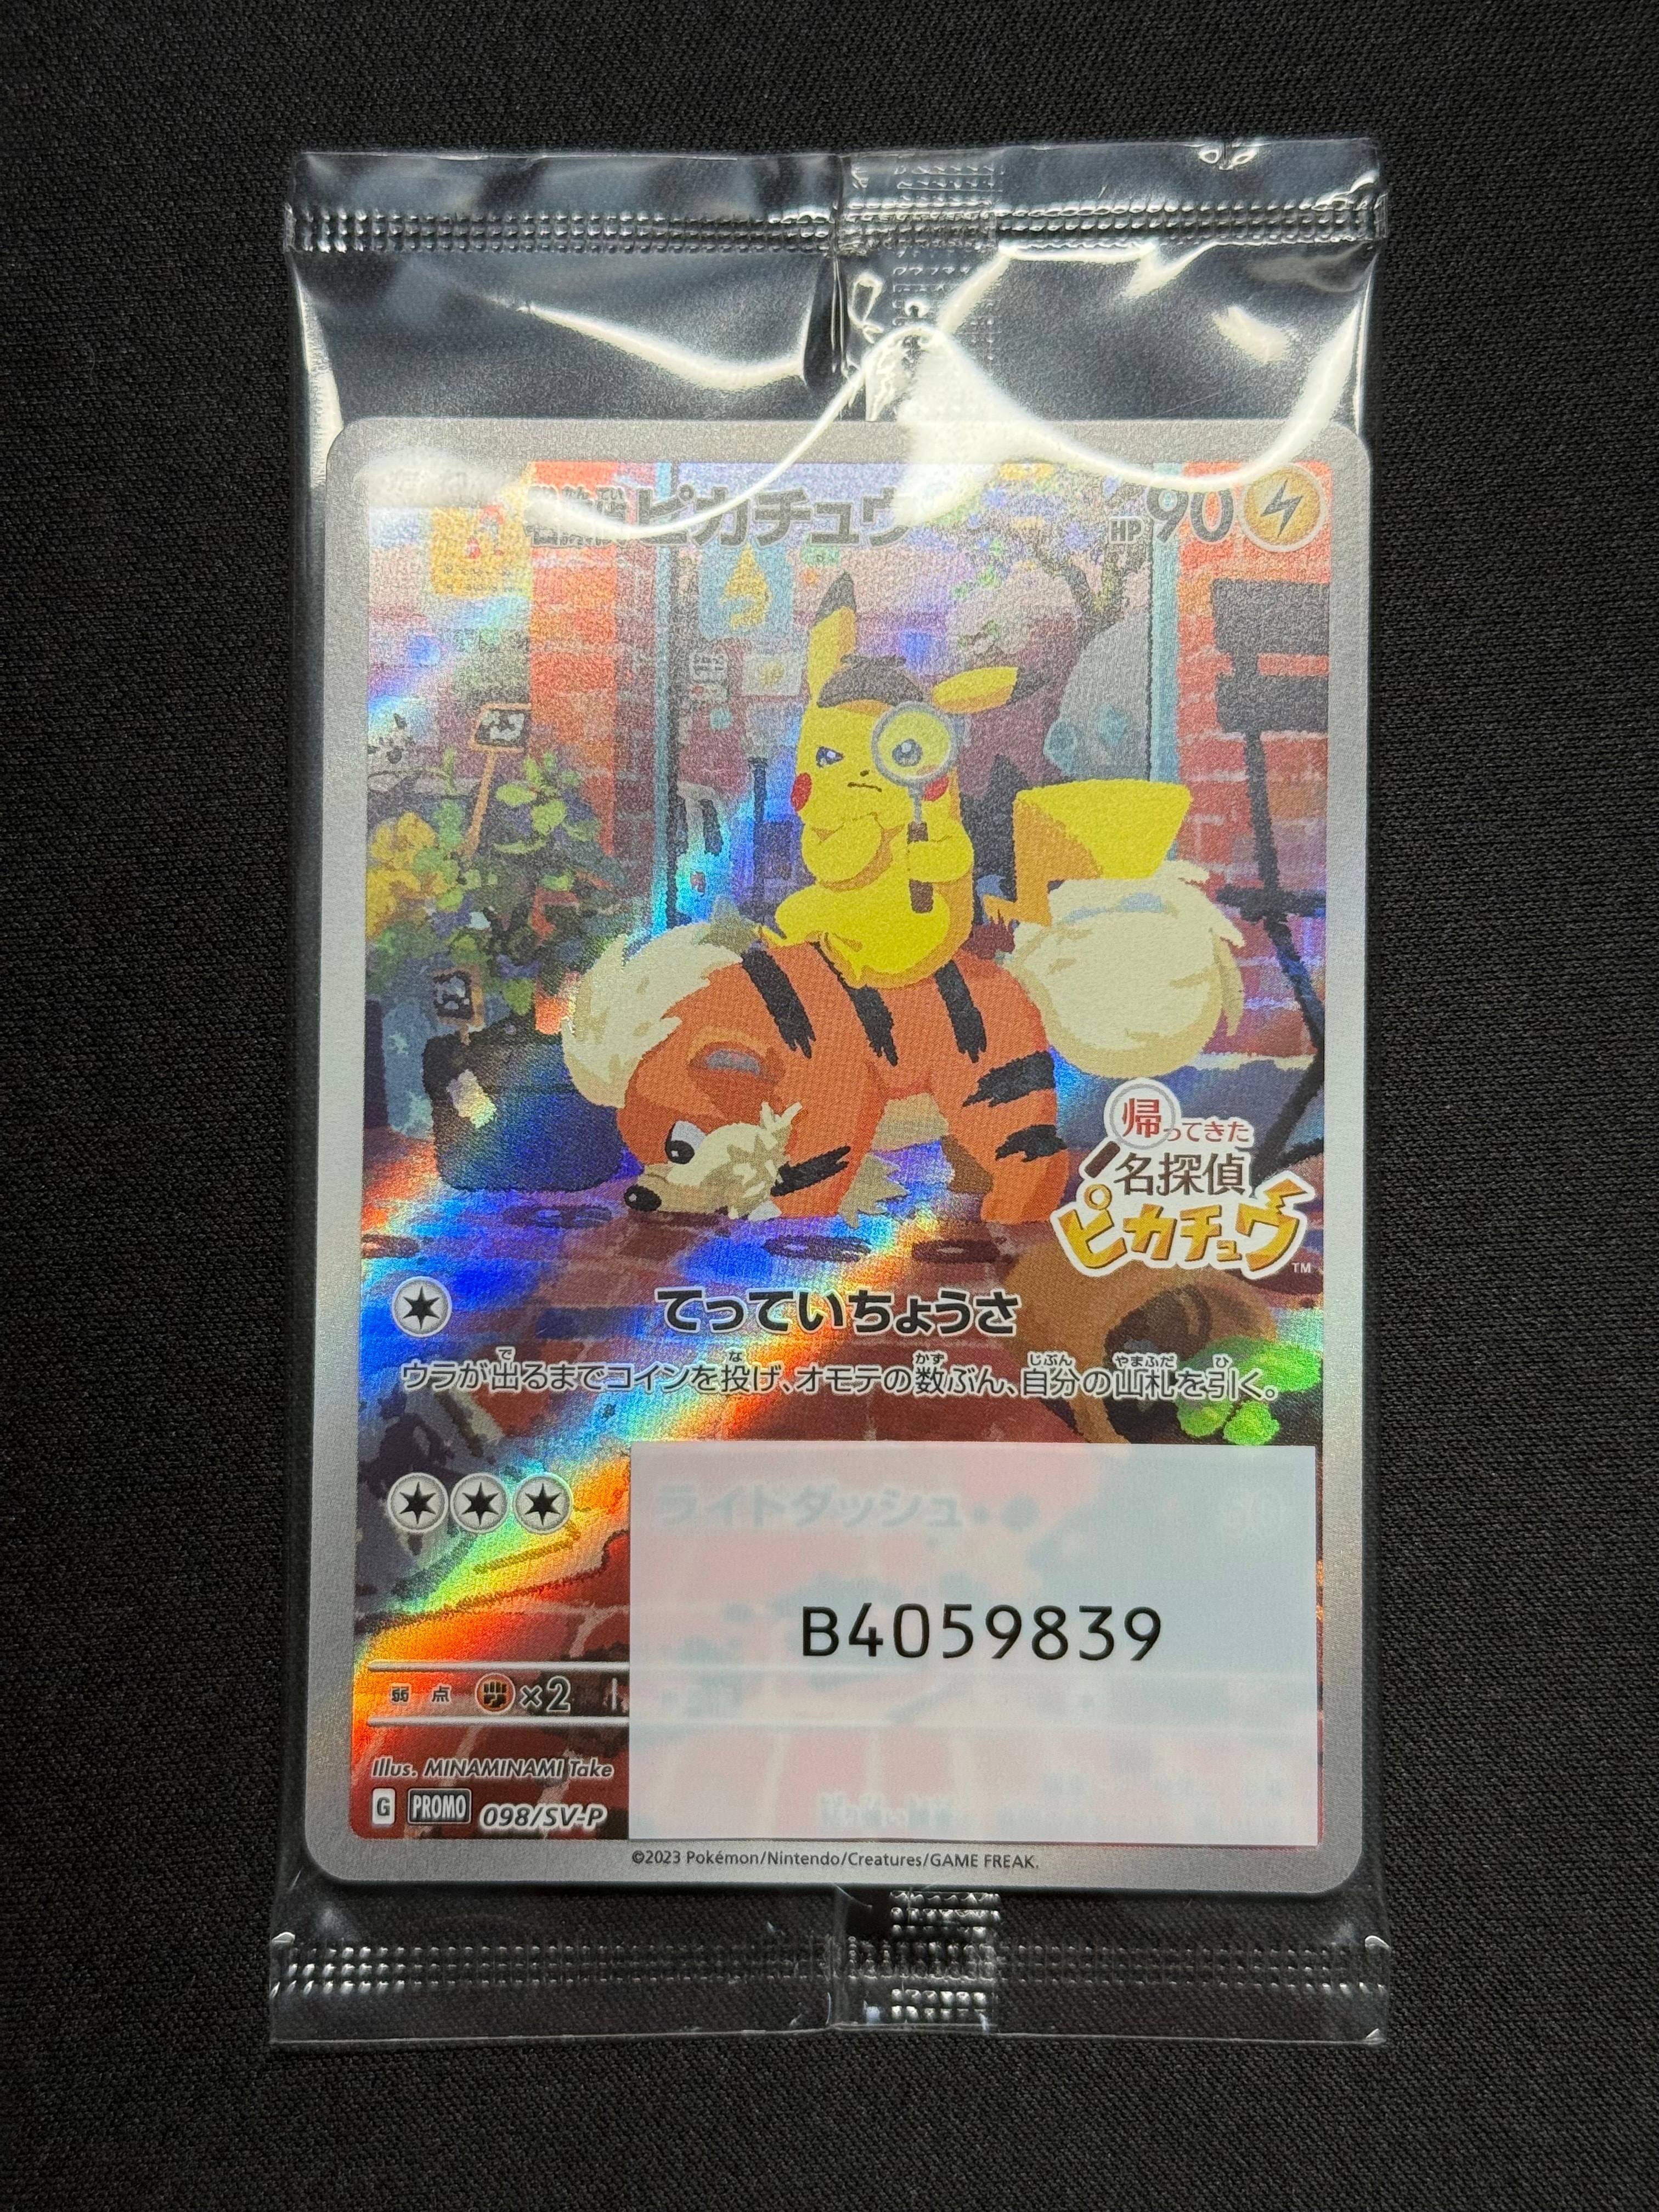 ピカチュウ
HP 90
帰ってきた
名探偵
ピカチュウ
TM
てっていちょうさ
ウラが出るまでコインを投げ、オモテの数ぶん、自分の山札を引く。
ライドダッシュ
B4059839
弱点 ×2
Illus. MINAMINAMI Take
G PROMO 098/SV-P
©2023 Pokémon/Nintendo/Creatures/GAME FREAK.